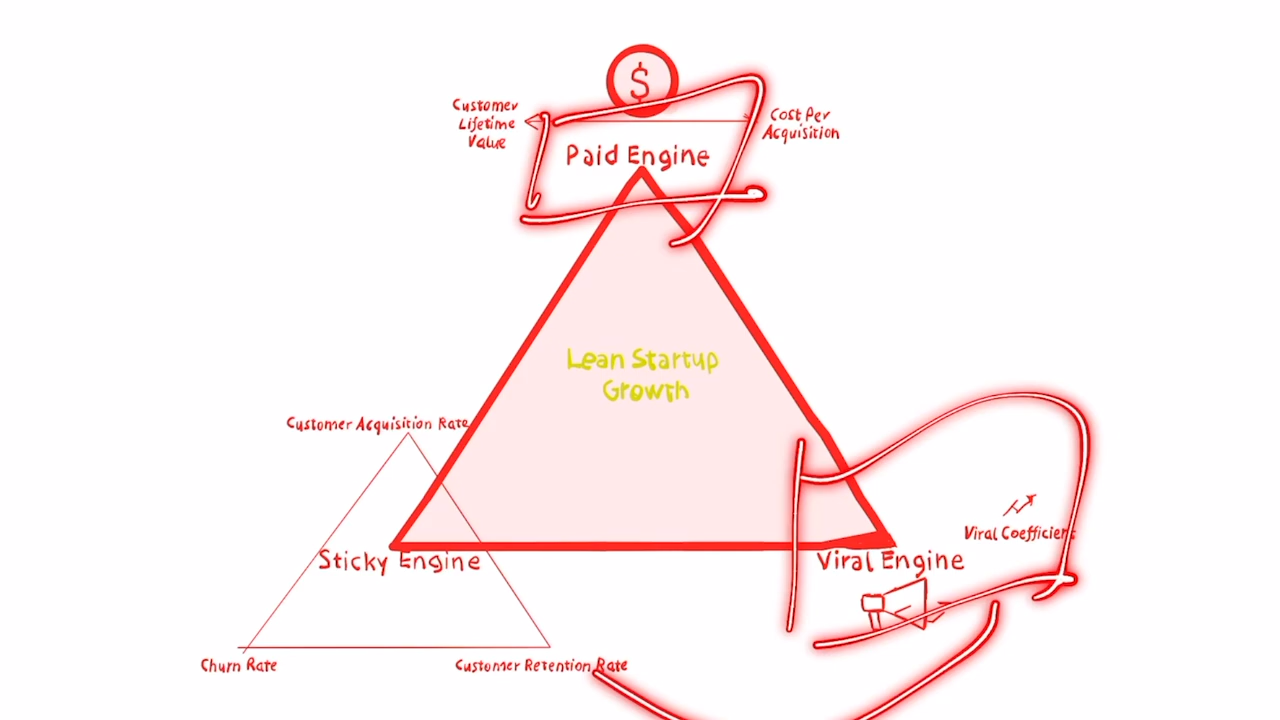 $
Customer
Lifetime
Value
Cost Per
Acquisition
Paid Engine
Lean Startup
Growth
Customer Acquisition Rate
Viral Coefficient
Sticky Engine
Viral Engine
Churn Rate
Customer Retention Rate